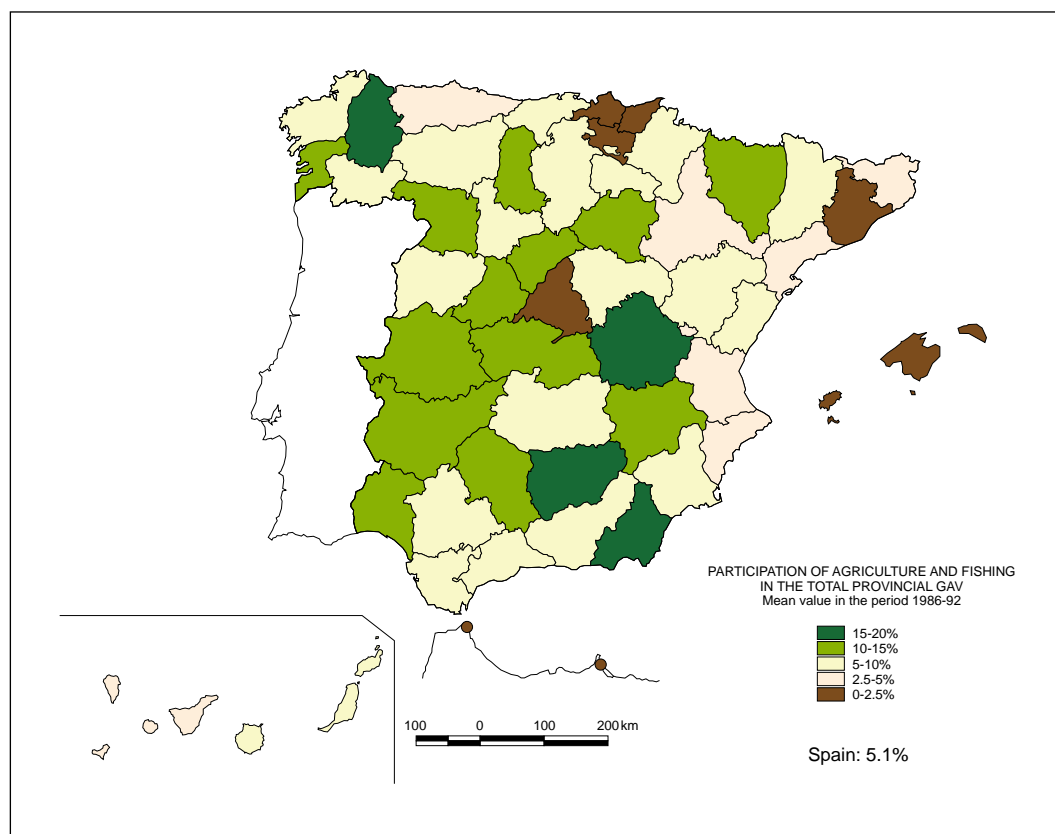 PARTICIPATION OF AGRICULTURE AND FISHING
IN THE TOTAL PROVINCIAL GAV
Mean value in the period 1986-92
15-20%
10-15%
5-10%
2.5-5%
0-2.5%
100 0 100 200 km
Spain: 5.1%